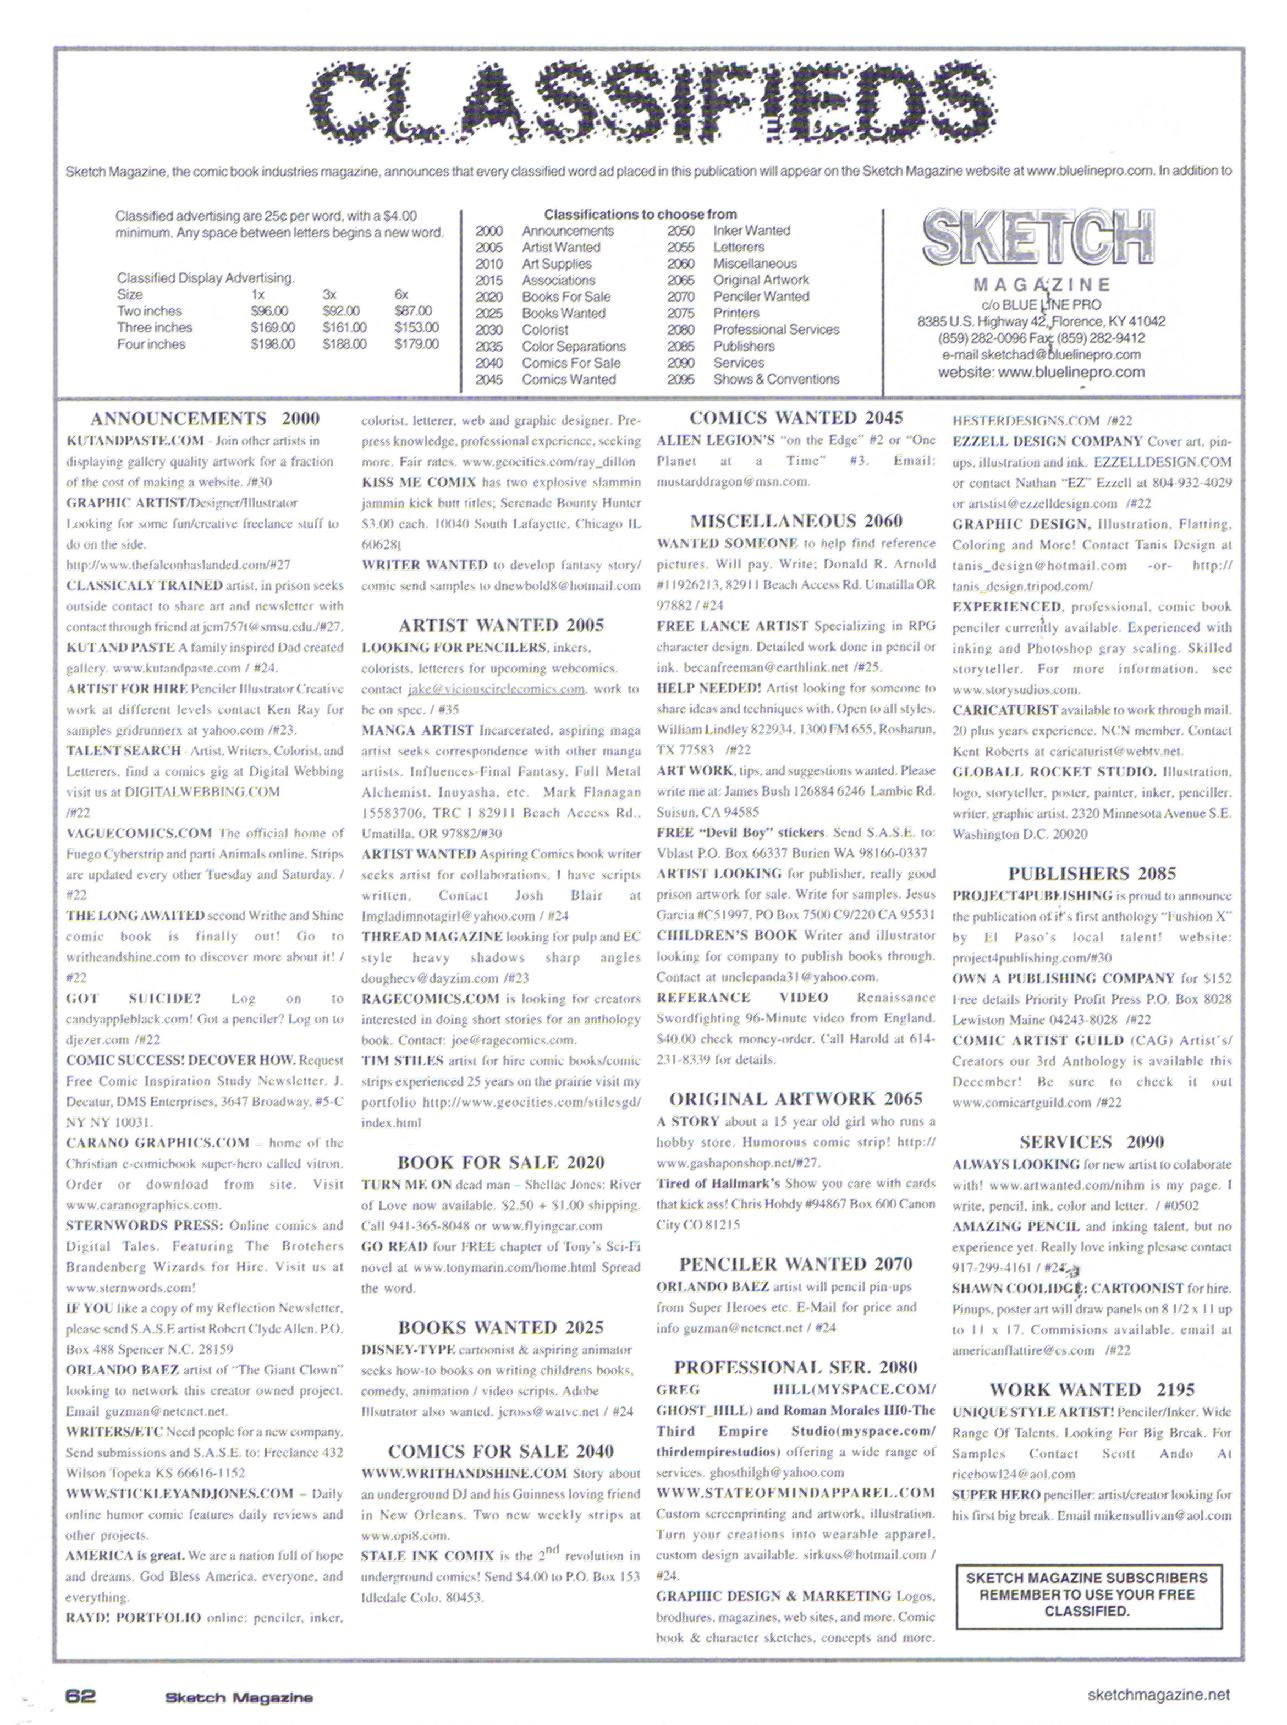 CLASSIFIEDS
Sketch Magazine, the comic book industries magazine, announces that every classified word ad placed in this publication will appear on the Sketch Magazine website at www.bluelinepro.com. In addition to
Classified advertising are 25¢ per word, with a $4.00
minimum. Any space between letters begins a new word.
Classified Display Advertising.
Size 1x 3x 6x
Two inches $96.00 $92.00 $87.00
Three inches $169.00 $161.00 $153.00
Four inches $198.00 $188.00 $179.00
Classifications to choose from
2000 Announcements 2050 Inker Wanted
2005 Artist Wanted 2055 Letterers
2010 Art Supplies 2060 Miscellaneous
2015 Associations 2065 Original Artwork
2020 Books For Sale 2070 Penciler Wanted
2025 Books Wanted 2075 Printers
2030 Colorist 2080 Professional Services
2035 Color Separations 2085 Publishers
2040 Comics For Sale 2090 Services
2045 Comics Wanted 2095 Shows & Conventions
SKETCH
MAGAZINE
c/o BLUE LINE PRO
8385 U.S. Highway 42, Florence, KY 41042
(859) 282-0096 Fax: (859) 282-9412
e-mail sketchad@bluelinepro.com
website: www.bluelinepro.com
ANNOUNCEMENTS 2000
KUTANDPASTE.COM - Join other artists in
displaying gallery quality artwork for a fraction
of the cost of making a website. /#30
GRAPHIC ARTIST/Designer/Illustrator
Looking for some fun/creative freelance stuff to
do on the side.
http://www.thefalconhaslanded.com/#27
CLASSICALY TRAINED artist, in prison seeks
outside contact to share art and newsletter with
contact through friend at jcm757t@smsu.edu./#27.
KUT AND PASTE A family inspired Dad created
gallery. www.kutandpaste.com / #24.
ARTIST FOR HIRE Penciler Illustrator Creative
work at different levels contact Ken Ray for
samples gridrunnerx at yahoo.com /#23.
TALENT SEARCH - Artist, Writers, Colorist, and
Letterers, find a comics gig at Digital Webbing
visit us at DIGITALWEBBING.COM
/#22
VAGUECOMICS.COM The official home of
Fuego Cyberstrip and parti Animals online. Strips
are updated every other Tuesday and Saturday. /
#22
THE LONG AWAITED second Writhe and Shine
comic book is finally out! Go to
writheandshine.com to discover more about it! /
#22
GOT SUICIDE? Log on to
candyappleblack.com! Got a penciler? Log on to
djezer.com /#22
COMIC SUCCESS! DECOVER HOW. Request
Free Comic Inspiration Study Newsletter. J.
Decatur, DMS Enterprises, 3647 Broadway, #5-C
NY NY 10031.
CARANO GRAPHICS.COM – home of the
Christian e-comicbook super-hero called vitron.
Order or download from site. Visit
www.caranographics.com.
STERNWORDS PRESS: Online comics and
Digital Tales. Featuring The Brotchers
Brandenberg Wizards for Hire. Visit us at
www.sternwords.com!
IF YOU like a copy of my Reflection Newsletter,
please send S.A.S.E artist Robert Clyde Allen, P.O.
Box 488 Spencer N.C. 28159
ORLANDO BAEZ artist of "The Giant Clown"
looking to network this creator owned project.
Email guzman@netcnct.net.
WRITERS/ETC Need people for a new company.
Send submissions and S.A.S.E. to: Freelance 432
Wilson Topeka KS 66616-1152
WWW.STICKLEYANDJONES.COM – Daily
online humor comic features daily reviews and
other projects.
AMERICA is great. We are a nation full of hope
and dreams. God Bless America, everyone, and
everything.
RAYD! PORTFOLIO online: penciler, inker,
colorist, letterer, web and graphic designer. Pre-
press knowledge, professional experience, seeking
more. Fair rates. www.geocities.com/ray_dillon
KISS ME COMIX has two explosive slammin
jammin kick butt titles; Serenade Bounty Hunter
$3.00 each. 10040 South Lafayette, Chicago IL
60628j
WRITER WANTED to develop fantasy story/
comic send samples to dnewbold8@hotmail.com
ARTIST WANTED 2005
LOOKING FOR PENCILERS, inkers,
colorists, letterers for upcoming webcomics.
contact jake@viciouscirclecomics.com, work to
be on spec. / #35
MANGA ARTIST Incarcerated, aspiring maga
artist seeks correspondence with other manga
artists. Influences-Final Fantasy, Full Metal
Alchemist, Inuyasha, etc. Mark Flanagan
15583706, TRC I 82911 Beach Access Rd.,
Umatilla, OR 97882/#30
ARTIST WANTED Aspiring Comics book writer
seeks artist for collaborations, I have scripts
written, Contact Josh Blair at
Imgladimnotagirl@yahoo.com / #24
THREAD MAGAZINE looking for pulp and EC
style heavy shadows sharp angles
doughecv@dayzim.com /#23
RAGECOMICS.COM is looking for creators
interested in doing short stories for an anthology
book. Contact: joe@ragecomics.com.
TIM STILES artist for hire comic books/comic
strips experienced 25 years on the prairie visit my
portfolio http://www.geocities.com/stilesgd/
index.html
BOOK FOR SALE 2020
TURN ME ON dead man – Shellac Jones: River
of Love now available. $2.50 + $1.00 shipping.
Call 941-365-8048 or www.flyingcar.com
GO READ four FREE chapter of Tony's Sci-Fi
novel at www.tonymarin.com/home.html Spread
the word.
BOOKS WANTED 2025
DISNEY-TYPE cartoonist & aspiring animator
seeks how-to books on writing childrens books,
comedy, animation / video scripts. Adobe
Illsutrator also wanted. jcross@watvc.net / #24
COMICS FOR SALE 2040
WWW.WRITHANDSHINE.COM Story about
an underground DJ and his Guinness loving friend
in New Orleans. Two new weekly strips at
www.opi8.com.
STALE INK COMIX is the 2nd revolution in
underground comics! Send $4.00 to P.O. Box 153
Idledale Colo. 80453.
COMICS WANTED 2045
ALIEN LEGION'S "on the Edge" #2 or "One
Planet at a Time" #3. Email:
mustarddragon@msn.com.
MISCELLANEOUS 2060
WANTED SOMEONE to help find reference
pictures. Will pay. Write; Donald R. Arnold
#11926213, 82911 Beach Access Rd. Umatilla OR
97882 / #24
FREE LANCE ARTIST Specializing in RPG
character design. Detailed work done in pencil or
ink. becanfreeman@earthlink.net /#25.
HELP NEEDED! Artist looking for someone to
share ideas and techniques with. Open to all styles.
William Lindley 822934, 1300 FM 655, Rosharun,
TX 77583 /#22
ART WORK, tips, and suggestions wanted. Please
write me at: James Bush 126884 6246 Lambic Rd.
Suisun, CA 94585
FREE "Devil Boy" stickers. Send S.A.S.E. to:
Vblast P.O. Box 66337 Burien WA 98166-0337
ARTIST LOOKING for publisher, really good
prison artwork for sale. Write for samples. Jesus
Garcia #C51997, PO Box 7500 C9/220 CA 95531
CHILDREN'S BOOK Writer and illustrator
looking for company to publish books through.
Contact at unclepanda31@yahoo.com.
REFERANCE VIDEO Renaissance
Swordfighting 96-Minute video from England.
$40.00 check money-order. Call Harold at 614-
231-8339 for details.
ORIGINAL ARTWORK 2065
A STORY about a 15 year old girl who runs a
hobby store. Humorous comic strip! http://
www.gashaponshop.net/#27.
Tired of Hallmark's Show you care with cards
that kick ass! Chris Hobdy #94867 Box 600 Canon
City CO 81215
PENCILER WANTED 2070
ORLANDO BAEZ artist will pencil pin-ups
from Super Heroes etc. E-Mail for price and
info guzman@netcnct.net / #24
PROFESSIONAL SER. 2080
GREG HILL(MYSPACE.COM/
GHOST_HILL) and Roman Morales III0-The
Third Empire Studio(myspace.com/
thirdempirestudios) offering a wide range of
services. ghosthilgh@yahoo.com
WWW.STATEOFMINDAPPAREL.COM
Custom screenprinting and artwork, illustration.
Turn your creations into wearable apparel,
custom design available. sirkuss@hotmail.com /
#24.
GRAPHIC DESIGN & MARKETING Logos,
brodhures, magazines, web sites, and more. Comic
book & character sketches, concepts and more.
HESTERDESIGNS.COM /#22
EZZELL DESIGN COMPANY Cover art, pin-
ups, illustration and ink. EZZELLDESIGN.COM
or contact Nathan "EZ" Ezzell at 804-932-4029
or artstist@ezzelldesign.com /#22
GRAPHIC DESIGN, Illustration, Flatting,
Coloring and More! Contact Tanis Design at
tanis_design@hotmail.com -or- http://
tanis_design.tripod.com/
EXPERIENCED, professional, comic book
penciler currently available. Experienced with
inking and Photoshop gray scaling. Skilled
storyteller. For more information, see
www.storysudios.com.
CARICATURIST available to work through mail.
20 plus years experience. NCN member. Contact
Kent Roberts at caricaturist@webtv.net.
GLOBALL ROCKET STUDIO. Illustration,
logo, storyteller, poster, painter, inker, penciller.
writer, graphic artist. 2320 Minnesota Avenue S.E.
Washington D.C. 20020
PUBLISHERS 2085
PROJECT4PUBLISHING is proud to announce
the publication of it's first anthology "Fushion X"
by El Paso's local talent! website:
project4publishing.com/#30
OWN A PUBLISHING COMPANY for $152
Free details Priority Profit Press P.O. Box 8028
Lewiston Maine 04243-8028 /#22
COMIC ARTIST GUILD (CAG) Artist's/
Creators our 3rd Anthology is available this
December! Be sure to check it out
www.comicartguild.com /#22
SERVICES 2090
ALWAYS LOOKING for new artist to colaborate
with! www.artwanted.com/nihm is my page. I
write, pencil, ink, color and letter. / #0502
AMAZING PENCIL and inking talent, but no
experience yet. Really love inking plesase contact
917-299-4161 / #24
SHAWN COOLIDGE: CARTOONIST for hire.
Pinups, poster art will draw panels on 8 1/2 x 11 up
to 11 x 17. Commisions available. email at
americanflattire@cs.com /#22
WORK WANTED 2195
UNIQUE STYLE ARTIST! Penciler/Inker. Wide
Range Of Talents. Looking For Big Break. For
Samples Contact Scott Ando At
ricebowl24@aol.com
SUPER HERO penciller: artist/creator looking for
his first big break. Email mikensullivan@aol.com
SKETCH MAGAZINE SUBSCRIBERS
REMEMBER TO USE YOUR FREE
CLASSIFIED.
62 Sketch Magazine
sketchmagazine.net